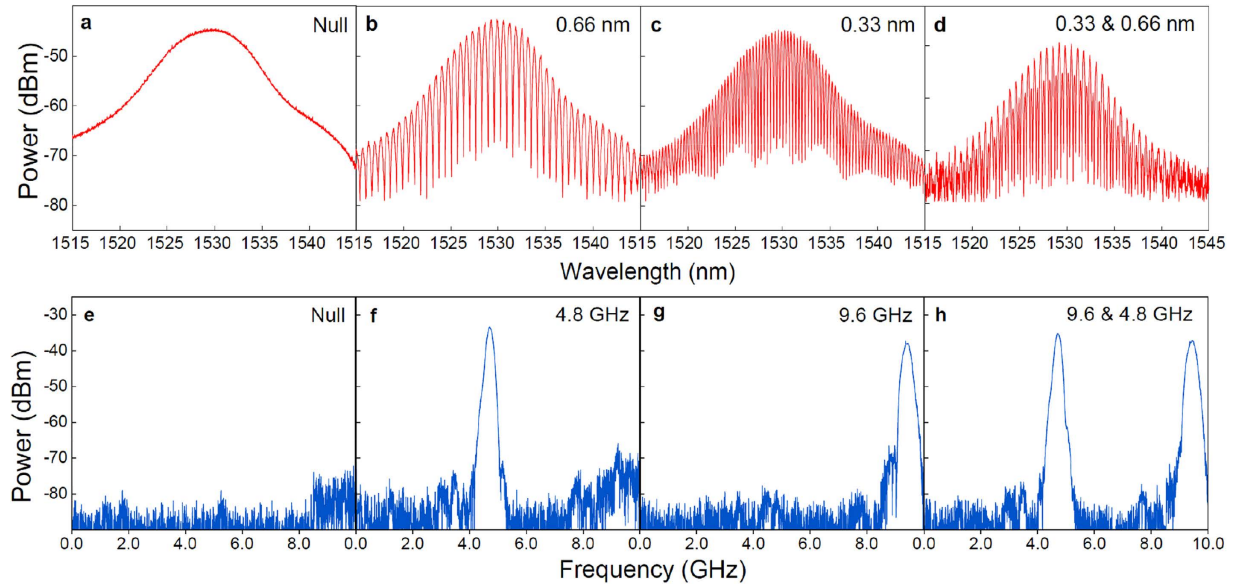 a Null b 0.66 nm c 0.33 nm d 0.33 & 0.66 nm
Power (dBm)
-50
-60
-70
-80
1515 1520 1525 1530 1535 1540 1515 1520 1525 1530 1535 1540 1515 1520 1525 1530 1535 1540 1515 1520 1525 1530 1535 1540 1545
Wavelength (nm)
e Null f 4.8 GHz g 9.6 GHz h 9.6 & 4.8 GHz
Power (dBm)
-30
-40
-50
-60
-70
-80
0.0 2.0 4.0 6.0 8.0 0.0 2.0 4.0 6.0 8.0 0.0 2.0 4.0 6.0 8.0 0.0 2.0 4.0 6.0 8.0 10.0
Frequency (GHz)